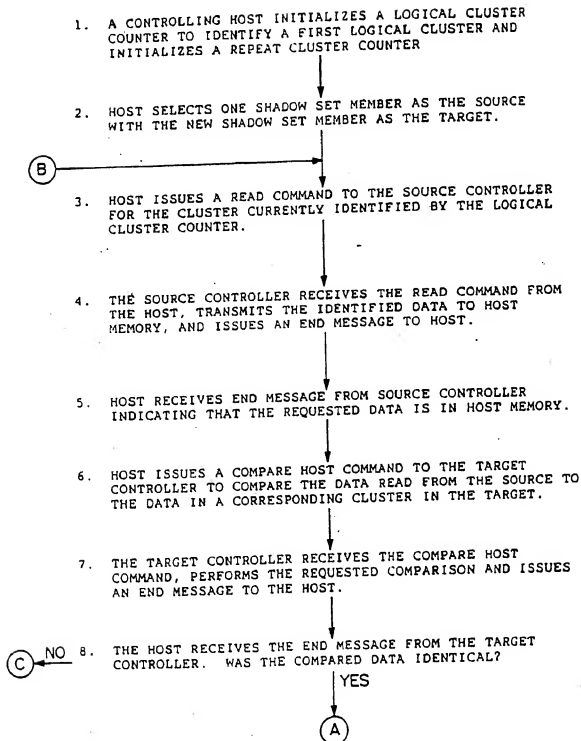 1. A CONTROLLING HOST INITIALIZES A LOGICAL CLUSTER
COUNTER TO IDENTIFY A FIRST LOGICAL CLUSTER AND
INITIALIZES A REPEAT CLUSTER COUNTER
2. HOST SELECTS ONE SHADOW SET MEMBER AS THE SOURCE
WITH THE NEW SHADOW SET MEMBER AS THE TARGET.
B
3. HOST ISSUES A READ COMMAND TO THE SOURCE CONTROLLER
FOR THE CLUSTER CURRENTLY IDENTIFIED BY THE LOGICAL
CLUSTER COUNTER.
4. THE SOURCE CONTROLLER RECEIVES THE READ COMMAND FROM
THE HOST, TRANSMITS THE IDENTIFIED DATA TO HOST
MEMORY, AND ISSUES AN END MESSAGE TO HOST.
5. HOST RECEIVES END MESSAGE FROM SOURCE CONTROLLER
INDICATING THAT THE REQUESTED DATA IS IN HOST MEMORY.
6. HOST ISSUES A COMPARE HOST COMMAND TO THE TARGET
CONTROLLER TO COMPARE THE DATA READ FROM THE SOURCE TO
THE DATA IN A CORRESPONDING CLUSTER IN THE TARGET.
7. THE TARGET CONTROLLER RECEIVES THE COMPARE HOST
COMMAND, PERFORMS THE REQUESTED COMPARISON AND ISSUES
AN END MESSAGE TO THE HOST.
C NO 8. THE HOST RECEIVES THE END MESSAGE FROM THE TARGET
CONTROLLER. WAS THE COMPARED DATA IDENTICAL?
YES
A